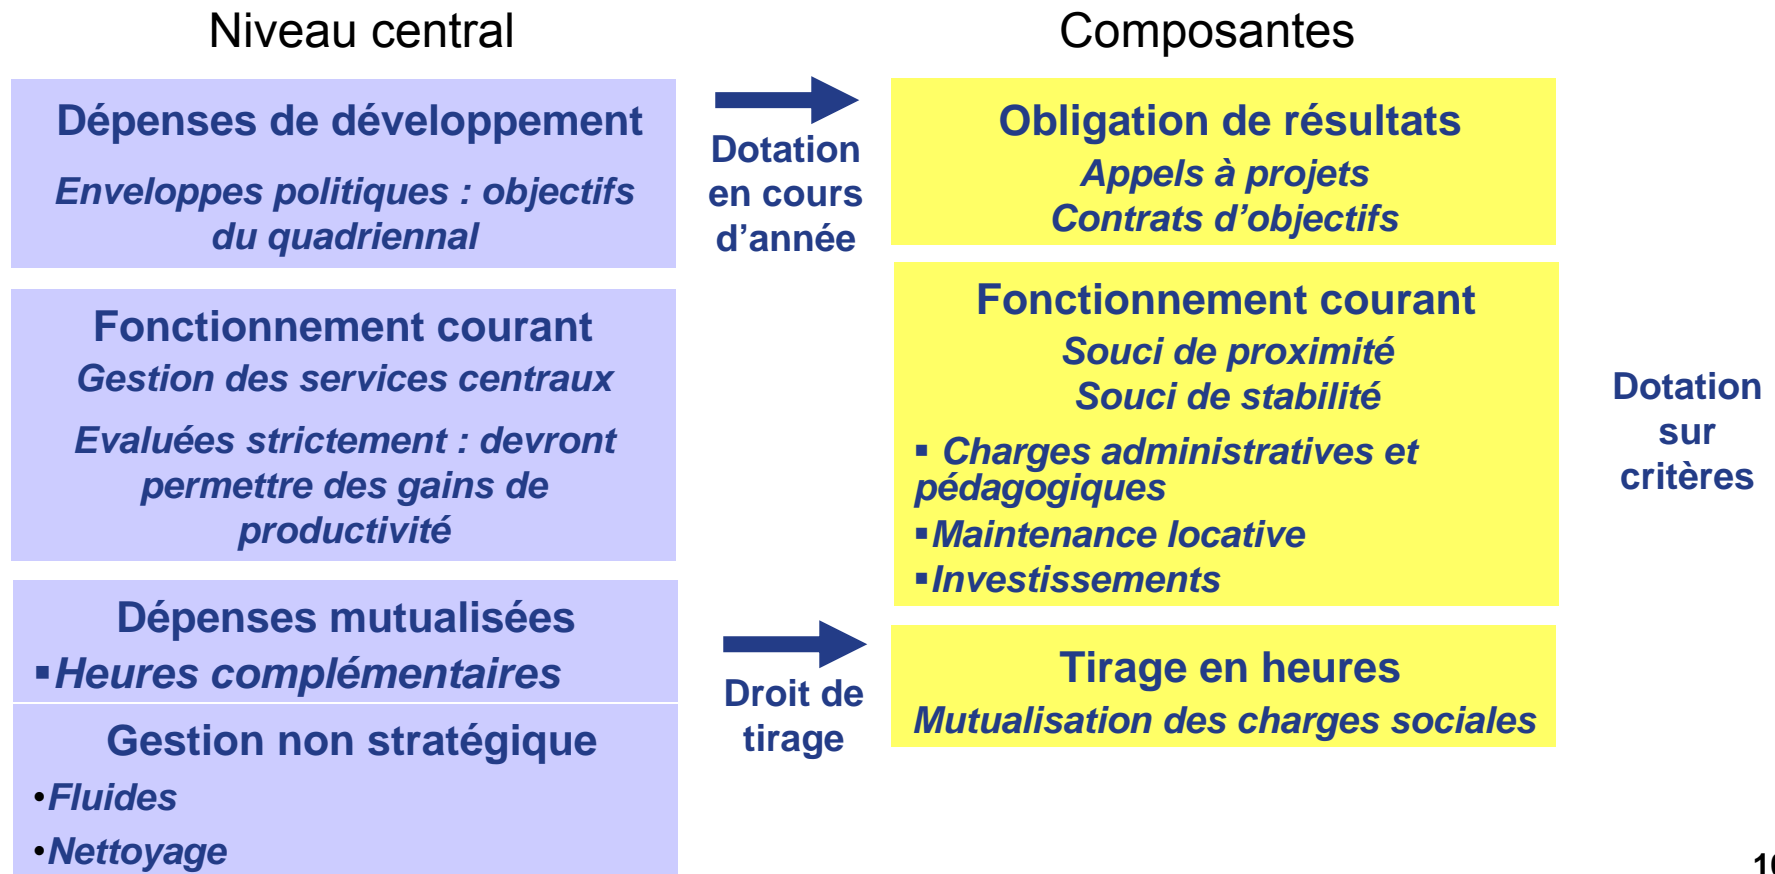 Niveau central
Dépenses de développement
Enveloppes politiques : objectifs
du quadriennal
Fonctionnement courant
Gestion des services centraux
Evaluées strictement : devront
permettre des gains de
productivité
Dépenses mutualisées
▪Heures complémentaires
Gestion non stratégique
•Fluides
•Nettoyage
Dotation
en cours
d’année
Droit de
tirage
Composantes
Obligation de résultats
Appels à projets
Contrats d’objectifs
Fonctionnement courant
Souci de proximité
Souci de stabilité
▪ Charges administratives et
pédagogiques
▪Maintenance locative
▪Investissements
Tirage en heures
Mutualisation des charges sociales
Dotation
sur
critères